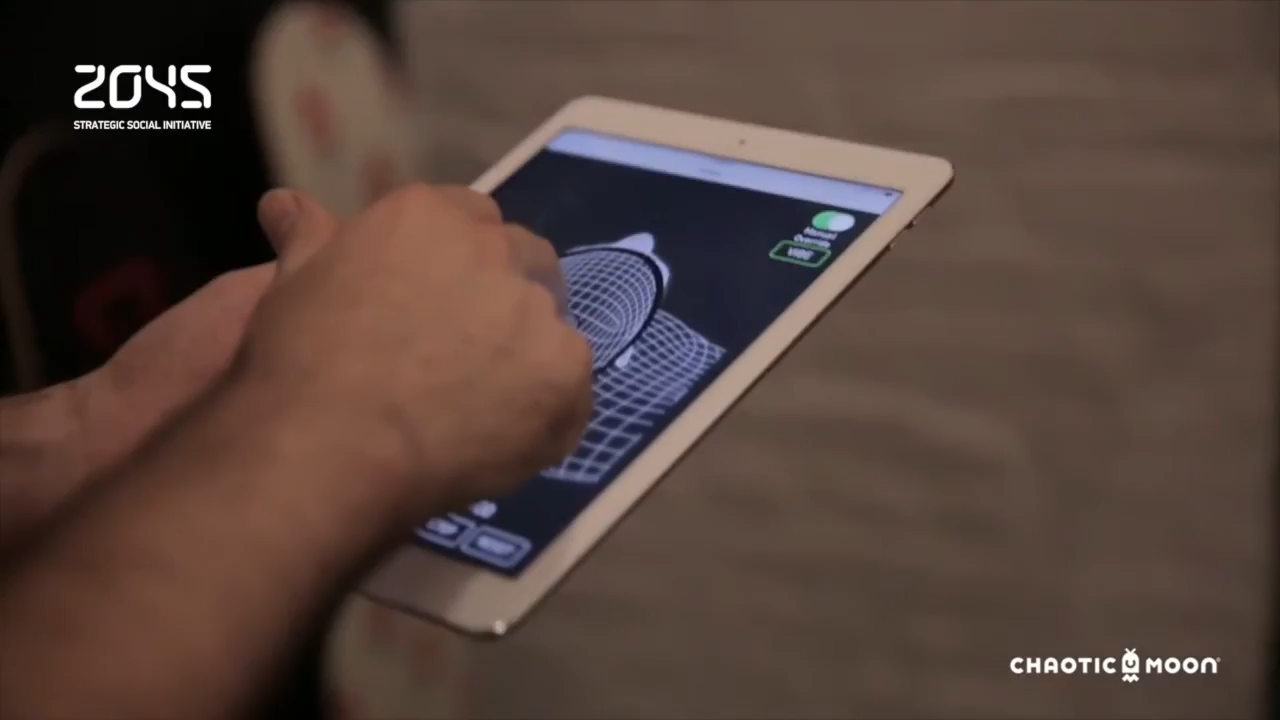 2045
STRATEGIC SOCIAL INITIATIVE
Manual
Override
VIBE
CHAOTIC MOON